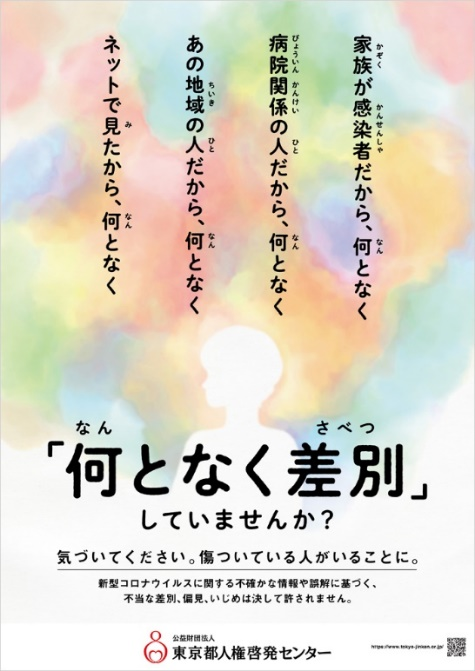 家族が感染者だから、何となく
病院関係の人だから、何となく
あの地域の人だから、何となく
ネットで見たから、何となく
「何となく差別」
していませんか?
気づいてください。傷ついている人がいることに。
新型コロナウイルスに関する不確かな情報や誤解に基づく、
不当な差別、偏見、いじめは決して許されません。
公益財団法人
東京都人権啓発センター
https://www.tokyo-jinken.or.jp